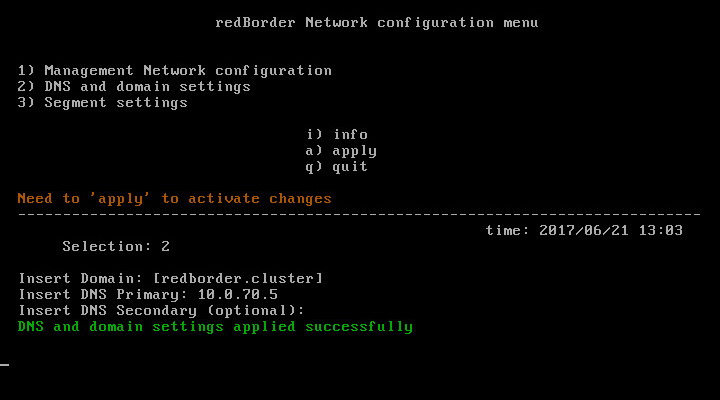 redBorder Network configuration menu
1) Management Network configuration
2) DNS and domain settings
3) Segment settings
i) info
a) apply
q) quit
Need to 'apply' to activate changes
----------------------------------------------------------------------------
time: 2017/06/21 13:03
Selection: 2
Insert Domain: [redborder.cluster]
Insert DNS Primary: 10.0.70.5
Insert DNS Secondary (optional):
DNS and domain settings applied successfully